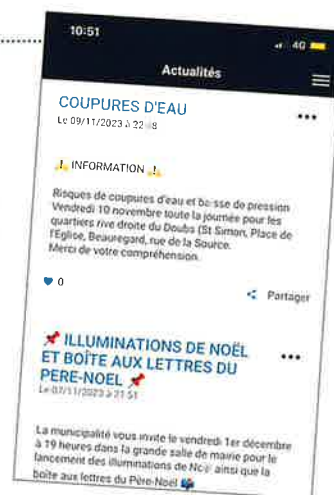 10:51
4G
Actualités
COUPURES D'EAU
Le 09/11/2023 à 22 8
⚠️ INFORMATION ⚠️
Risques de coupures d'eau et baisse de pression
Vendredi 10 novembre toute la journée pour les
quartiers rive droite du Doubs (St Simon, Place de
l'Eglise, Beauregard, rue de la Source.
Merci de votre compréhension.
0
Partager
📌 ILLUMINATIONS DE NOËL
ET BOÎTE AUX LETTRES DU
PERE-NOEL 📌
Le 07/11/2023 à 21 51
La municipalité vous invite le vendredi 1er décembre
à 19 heures dans la grande salle de mairie pour le
lancement des illuminations de Noël ainsi que la
boîte aux lettres du Père-Noël